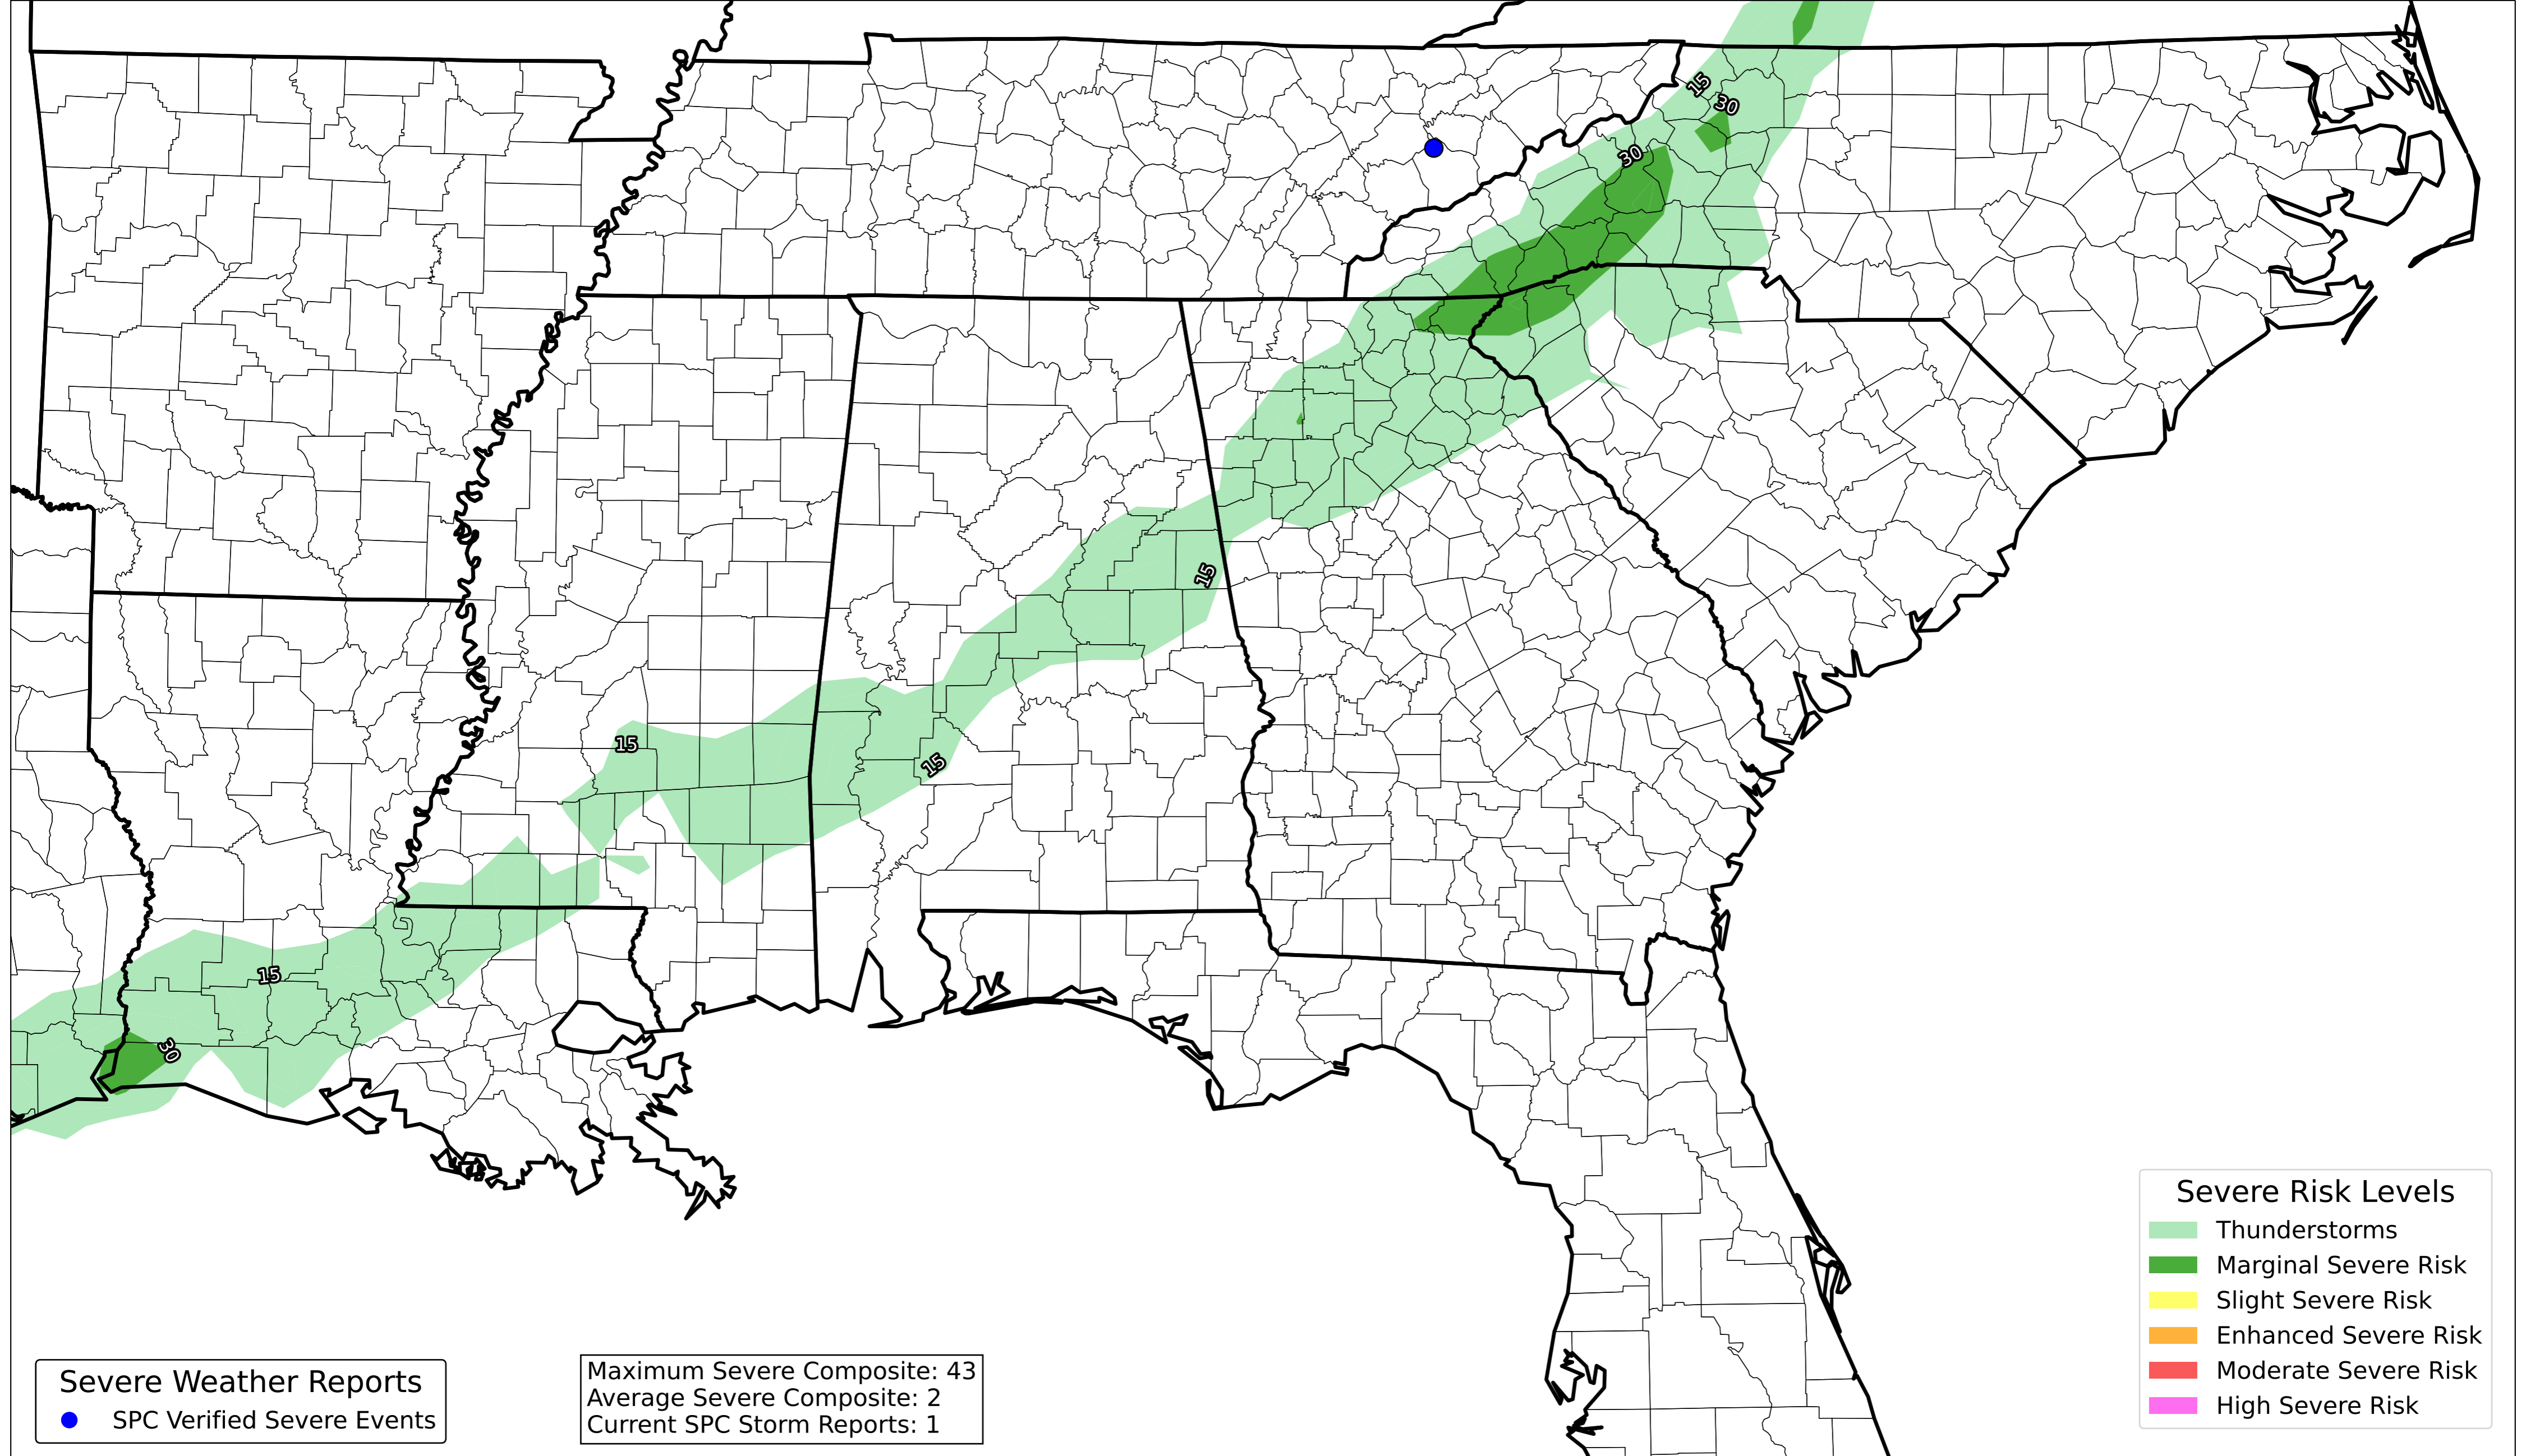 15
30
30
15
15
15
15
30
Severe Risk Levels
Thunderstorms
Marginal Severe Risk
Slight Severe Risk
Enhanced Severe Risk
Moderate Severe Risk
High Severe Risk
Severe Weather Reports
SPC Verified Severe Events
Maximum Severe Composite: 43
Average Severe Composite: 2
Current SPC Storm Reports: 1